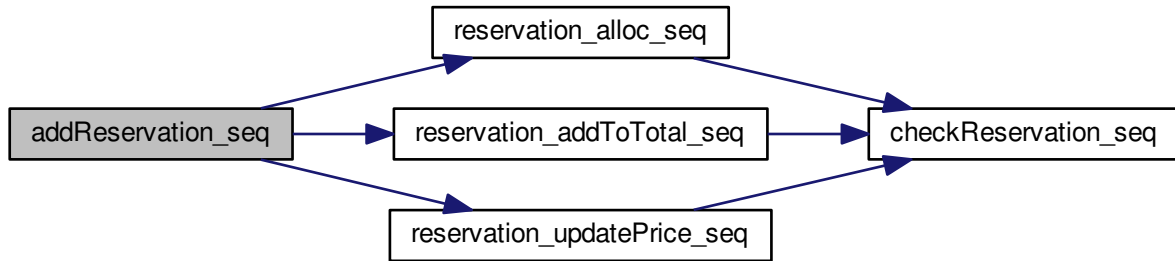 reservation_alloc_seq
addReservation_seq
reservation_addToTotal_seq
checkReservation_seq
reservation_updatePrice_seq